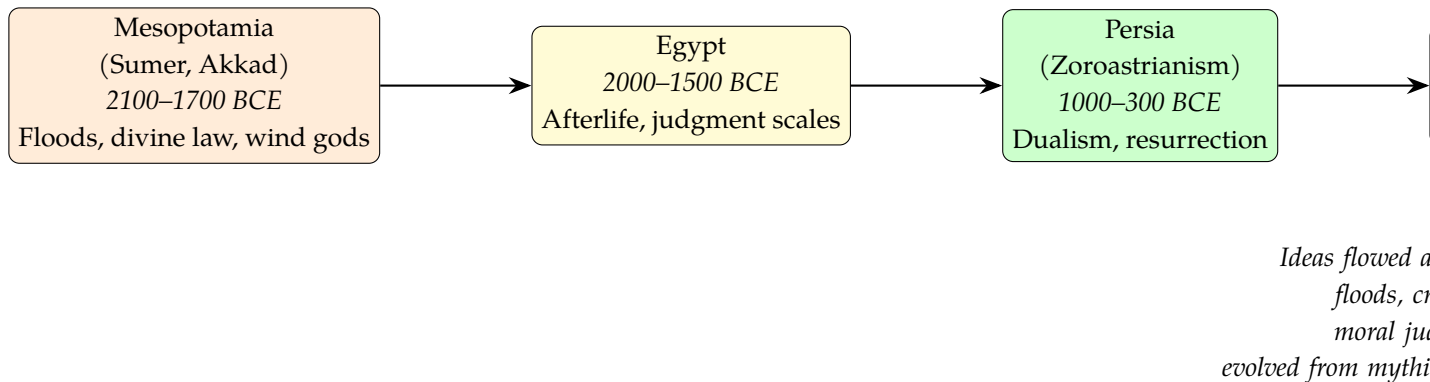 Mesopotamia
(Sumer, Akkad)
2100–1700 BCE
Floods, divine law, wind gods
Egypt
2000–1500 BCE
Afterlife, judgment scales
Persia
(Zoroastrianism)
1000–300 BCE
Dualism, resurrection
Ideas flowed
floods,
moral
evolved from